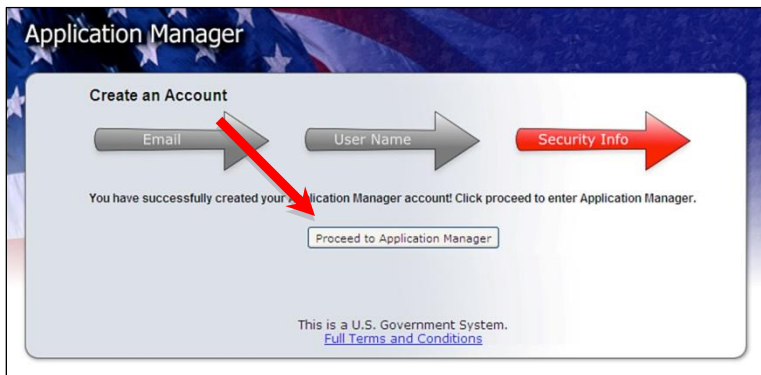 Application Manager
Create an Account
Email
User Name
Security Info
You have successfully created your Application Manager account! Click proceed to enter Application Manager.
Proceed to Application Manager
This is a U.S. Government System.
Full Terms and Conditions